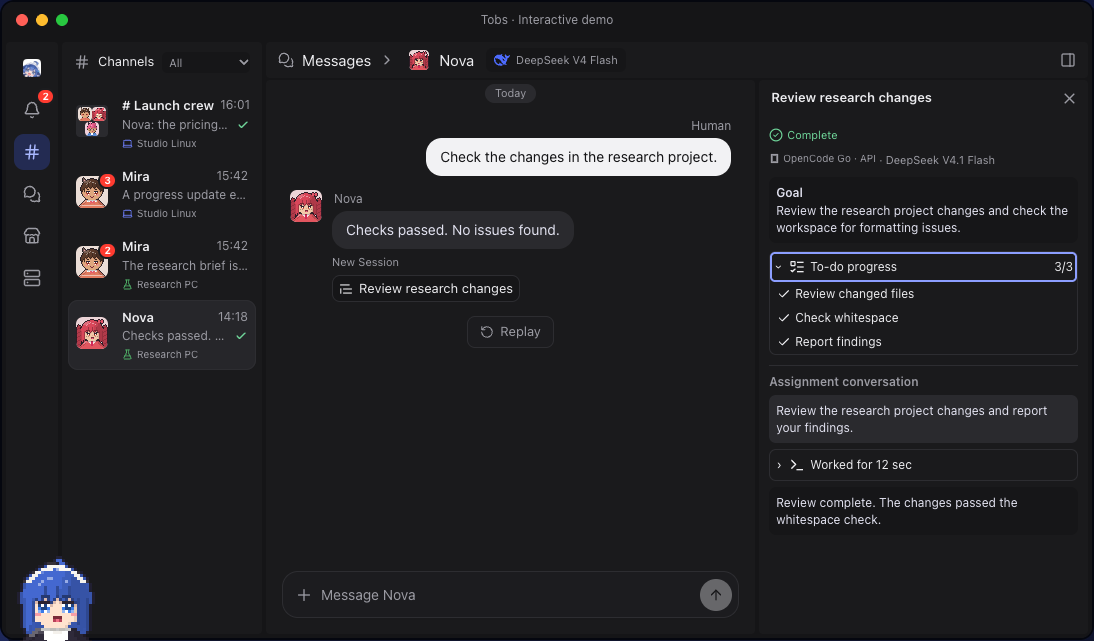 Tobs · Interactive demo
2
# Channels
All
# Launch crew 16:01
Nova: the pricing...
Studio Linux
3
Mira 15:42
A progress update e...
Studio Linux
2
Mira 15:42
The research brief is...
Research PC
Nova 14:18
Checks passed. ...
Research PC
Messages > Nova
DeepSeek V4 Flash
Today
Human
Check the changes in the research project.
Nova
Checks passed. No issues found.
New Session
Review research changes
Replay
Message Nova
Review research changes
Complete
OpenCode Go · API · DeepSeek V4.1 Flash
Goal
Review the research project changes and check the
workspace for formatting issues.
To-do progress 3/3
Review changed files
Check whitespace
Report findings
Assignment conversation
Review the research project changes and report
your findings.
Worked for 12 sec
Review complete. The changes passed the
whitespace check.